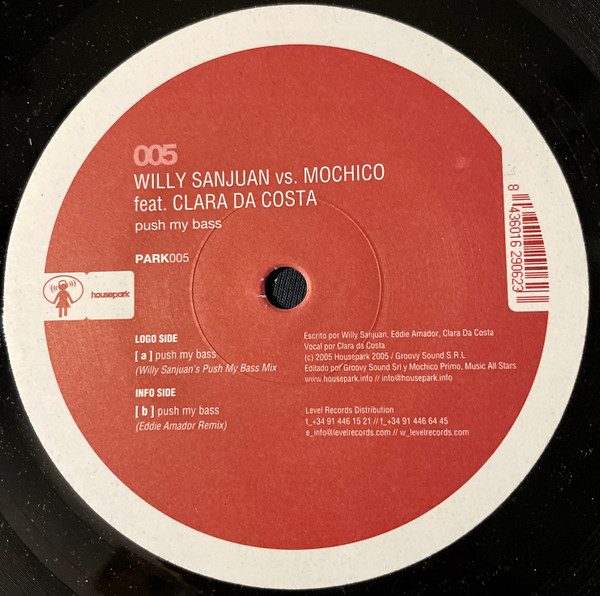 005
WILLY SANJUAN vs. MOCHICO
feat. CLARA DA COSTA
push my bass
PARK005
housepark
8 436016 290623
LOGO SIDE
[ a ] push my bass
(Willy Sanjuan's Push My Bass Mix
INFO SIDE
[ b ] push my bass
(Eddie Amador Remix)
Escrito por Willy Sanjuan, Eddie Amador, Clara Da Costa
Vocal por Clara da Costa
(c) 2005 Housepark 2005 / Groovy Sound S.R.L
Editado por Groovy Sound Srl y Mochico Primo, Music All Stars
www.housepark.info // info@housepark.info
Level Records Distribution
t_+34 91 446 15 21 // f_+34 91 446 64 45
e_info@levelrecords.com // w_levelrecords.com